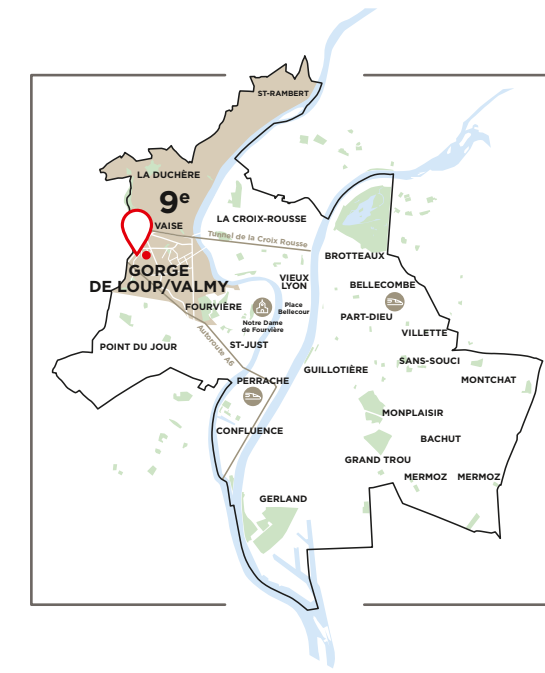 ST-RAMBERT
LA DUCHÈRE
9e
VAISE
LA CROIX-ROUSSE
Tunnel de la Croix Rousse
BROTTEAUX
GORGE
DE LOUP/VALMY
VIEUX
LYON
BELLECOMBE
FOURVIÈRE
Place
Bellecour
PART-DIEU
Notre Dame
de Fourvière
VILLETTE
Autoroute A6
POINT DU JOUR
ST-JUST
SANS-SOUCI
GUILLOTIÈRE
MONTCHAT
PERRACHE
MONPLAISIR
CONFLUENCE
BACHUT
GRAND TROU
MERMOZ
MERMOZ
GERLAND